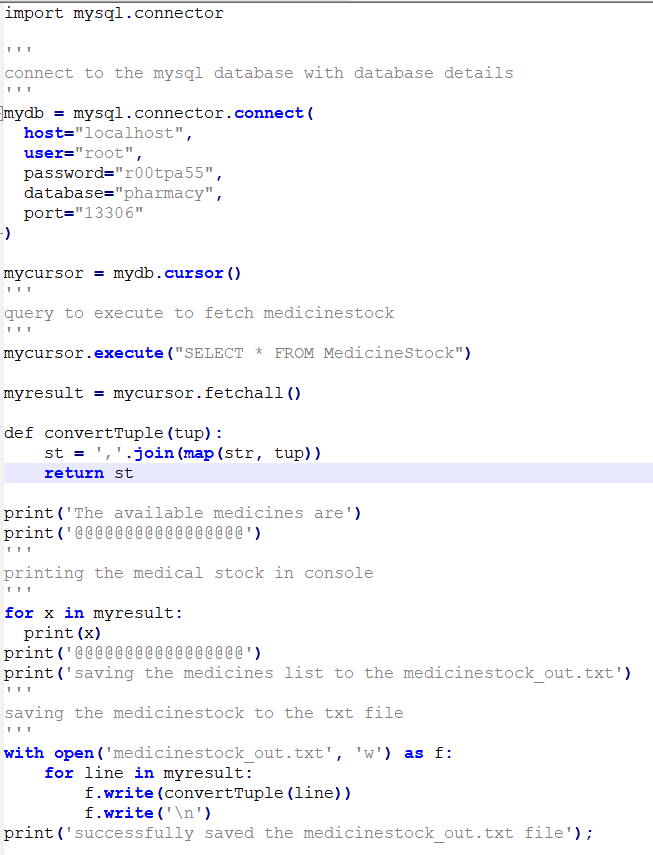 import mysql.connector

'''
connect to the mysql database with database details
'''
mydb = mysql.connector.connect(
  host="localhost",
  user="root",
  password="r00tpa55",
  database="pharmacy",
  port="13306"
)

mycursor = mydb.cursor()
'''
query to execute to fetch medicinestock
'''
mycursor.execute("SELECT * FROM MedicineStock")

myresult = mycursor.fetchall()

def convertTuple(tup):
    st = ','.join(map(str, tup))
    return st

print('The available medicines are')
print('@@@@@@@@@@@@@@@@@')
'''
printing the medical stock in console
'''
for x in myresult:
  print(x)
print('@@@@@@@@@@@@@@@@@')
print('saving the medicines list to the medicinestock_out.txt')
'''
saving the medicinestock to the txt file
'''
with open('medicinestock_out.txt', 'w') as f:
    for line in myresult:
        f.write(convertTuple(line))
        f.write('\n')
print('successfully saved the medicinestock_out.txt file');